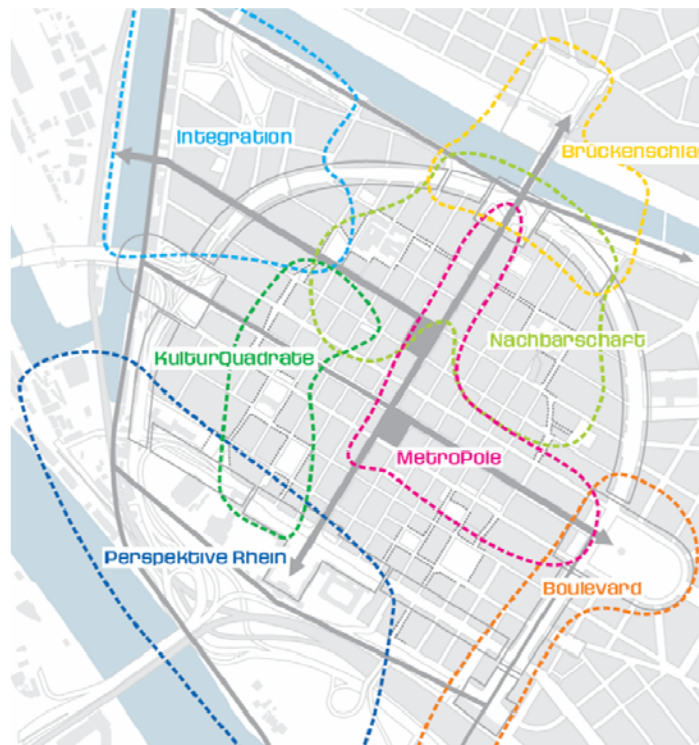 Integration
Brückenschla
Nachbarschaft
KulturQuadrate
MetroPole
Perspektive Rhein
Boulevard